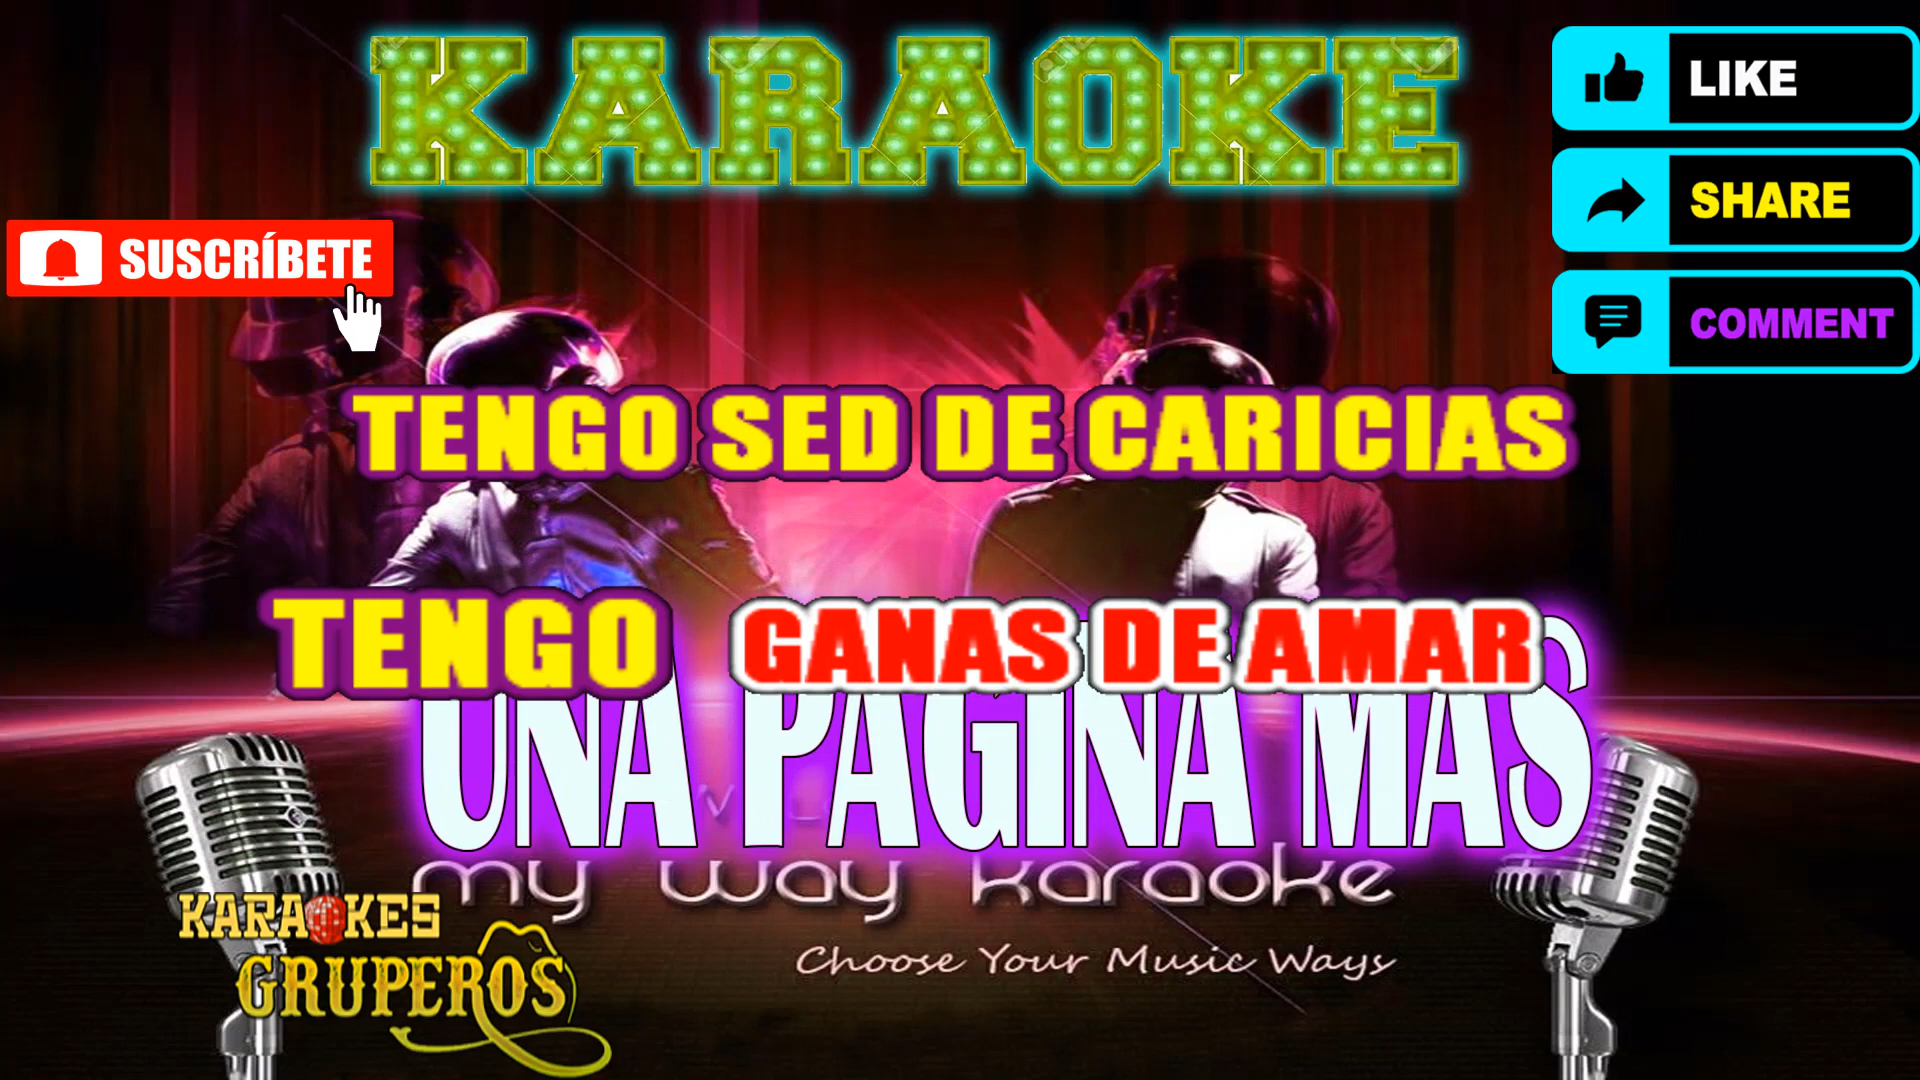 KARAOKE
LIKE
SHARE
COMMENT
SUSCRÍBETE
TENGO SED DE CARICIAS
TENGO GANAS DE AMAR
UNA PAGINA MAS
my way karaoke
Choose Your Music Ways
KARAOKES
GRUPEROS